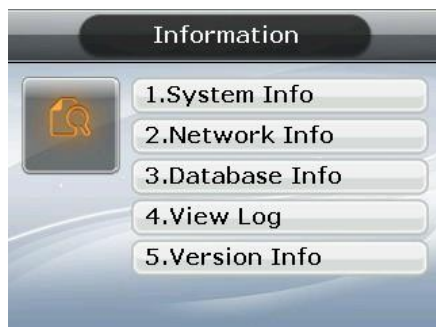 Information
1.System Info
2.Network Info
3.Database Info
4.View Log
5.Version Info